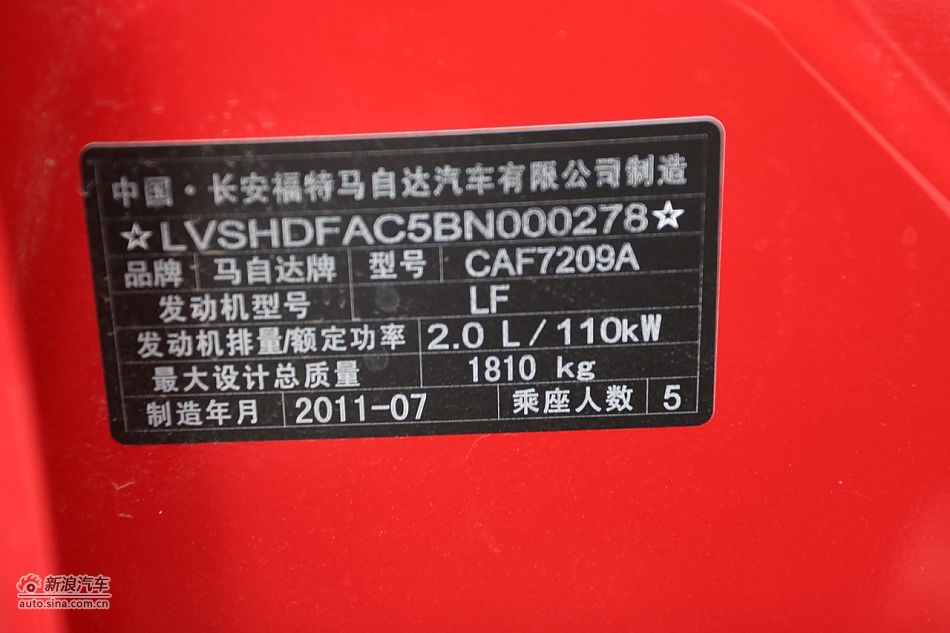 中国·长安福特马自达汽车有限公司制造
☆LVSHDFAC5BN000278☆
品牌 马自达牌 型号 CAF7209A
发动机型号 LF
发动机排量/额定功率 2.0 L/110kW
最大设计总质量 1810 kg
制造年月 2011-07 乘座人数 5
新浪汽车
auto.sina.com.cn